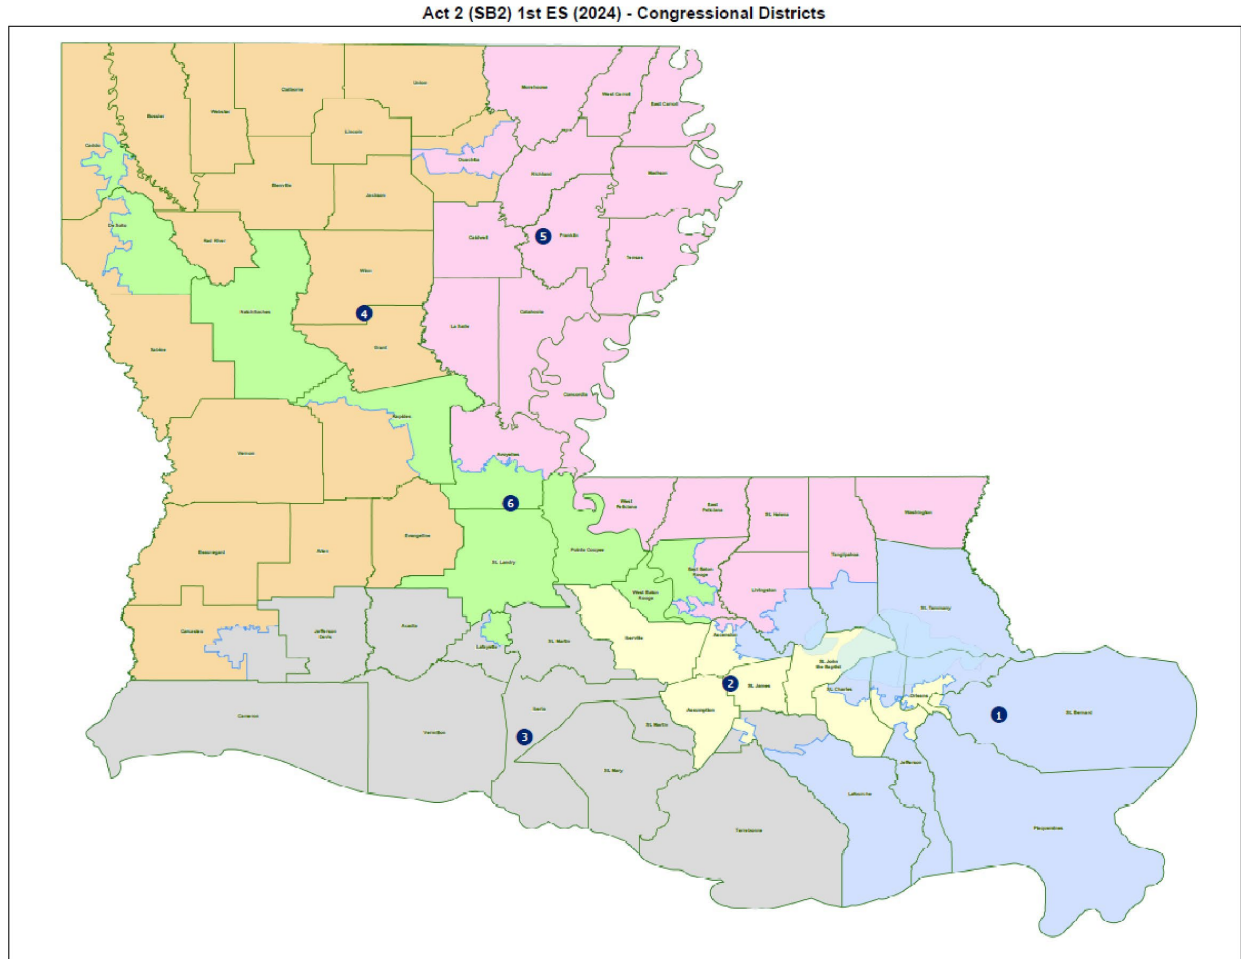 Act 2 (SB2) 1st ES (2024) - Congressional Districts
Union
Claiborne
Morehouse
West Carroll
East Carroll
Webster
Bossier
Lincoln
Caddo
Ouachita
Richland
Madison
Bienville
Jackson
De Soto
Red River
Caldwell
5
Franklin
Tensas
Winn
Natchitoches
4
Catahoula
La Salle
Sabine
Grant
Concordia
Rapides
Vernon
Avoyelles
6
West
Feliciana
East
Feliciana
St. Helena
Washington
Evangeline
Beauregard
Allen
Pointe Coupee
Tangipahoa
St. Landry
East Baton
Rouge
West Baton
Rouge
Livingston
St. Tammany
Calcasieu
Jefferson
Davis
Acadia
Lafayette
St. Martin
Iberville
Ascension
St. John
the Baptist
2
St. James
St. Charles
Orleans
Cameron
Vermilion
Iberia
Assumption
1
St. Bernard
St. Martin
3
Jefferson
St. Mary
Lafourche
Terrebonne
Plaquemines